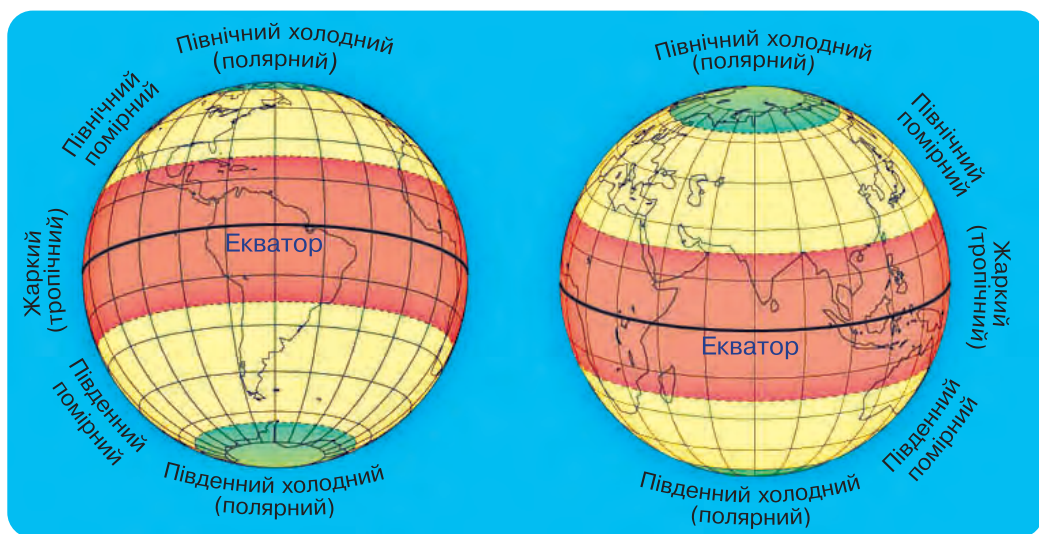 Північний холодний
(полярний)
Північний
помірний
Жаркий
(тропічний)
Екватор
Південний
помірний
Південний холодний
(полярний)
Північний холодний
(полярний)
Північний
помірний
Жаркий
(тропічний)
Екватор
Південний
помірний
Південний холодний
(полярний)